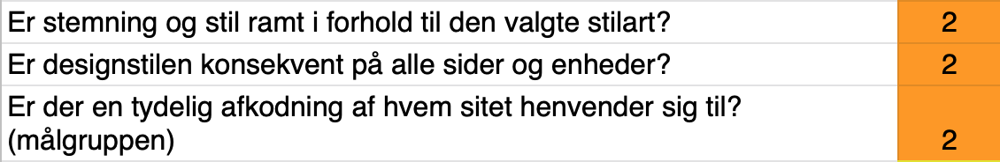 Er stemning og stil ramt i forhold til den valgte stilart? 2
Er designstilen konsekvent på alle sider og enheder? 2
Er der en tydelig afkodning af hvem sitet henvender sig til?
(målgruppen) 2